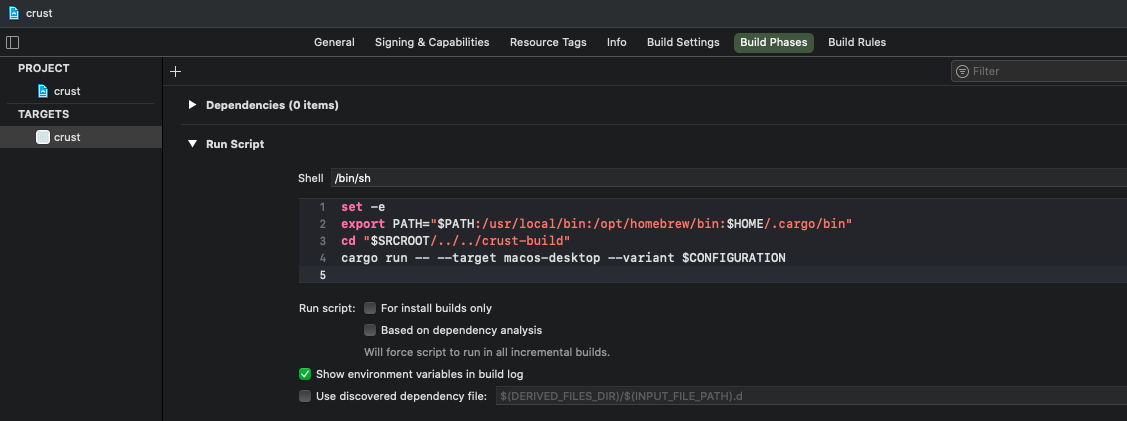 crust
General Signing & Capabilities Resource Tags Info Build Settings Build Phases Build Rules
PROJECT
crust
TARGETS
crust
+ Filter
Dependencies (0 items)
Run Script
Shell /bin/sh
1 set -e
2 export PATH="$PATH:/usr/local/bin:/opt/homebrew/bin:$HOME/.cargo/bin"
3 cd "$SRCROOT/../../crust-build"
4 cargo run -- --target macos-desktop --variant $CONFIGURATION
5
Run script: For install builds only
Based on dependency analysis
Will force script to run in all incremental builds.
Show environment variables in build log
Use discovered dependency file: $(DERIVED_FILES_DIR)/$(INPUT_FILE_PATH).d